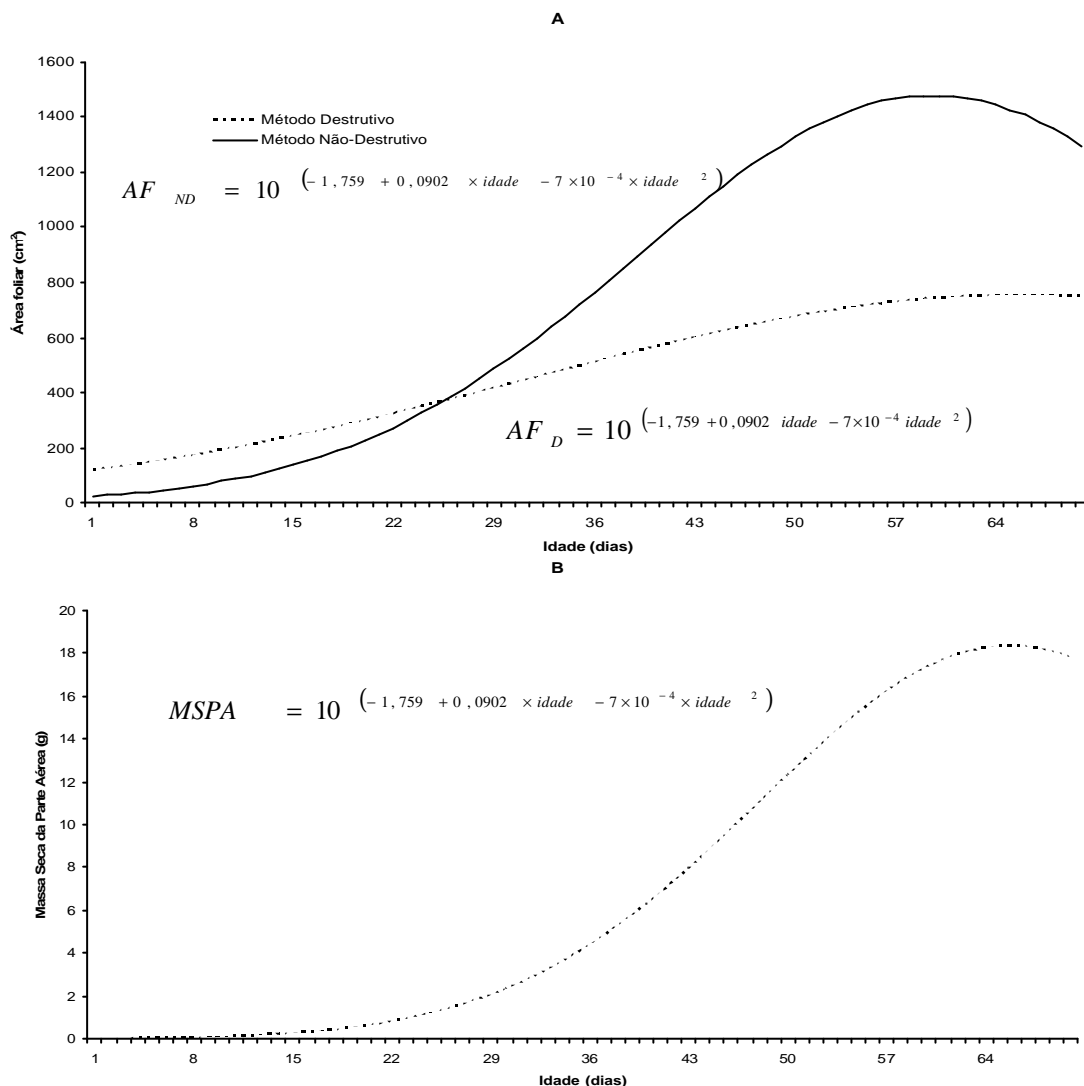 A
1600
1400
1200
1000
800
600
400
200
0
Área foliar (cm²)
Método Destrutivo
Método Não-Destrutivo
AF ND = 10 (- 1 , 759 + 0 , 0902 × idade - 7 × 10 - 4 × idade 2 )
AF D = 10 (-1,759 +0,0902 idade -7×10 -4 idade 2 )
1 8 15 22 29 36 43 50 57 64
Idade (dias)
B
20
18
16
14
12
10
8
6
4
2
0
Massa Seca da Parte Aérea (g)
MSPA = 10 (- 1 , 759 + 0 , 0902 × idade - 7 × 10 - 4 × idade 2 )
1 8 15 22 29 36 43 50 57 64
Idade (dias)